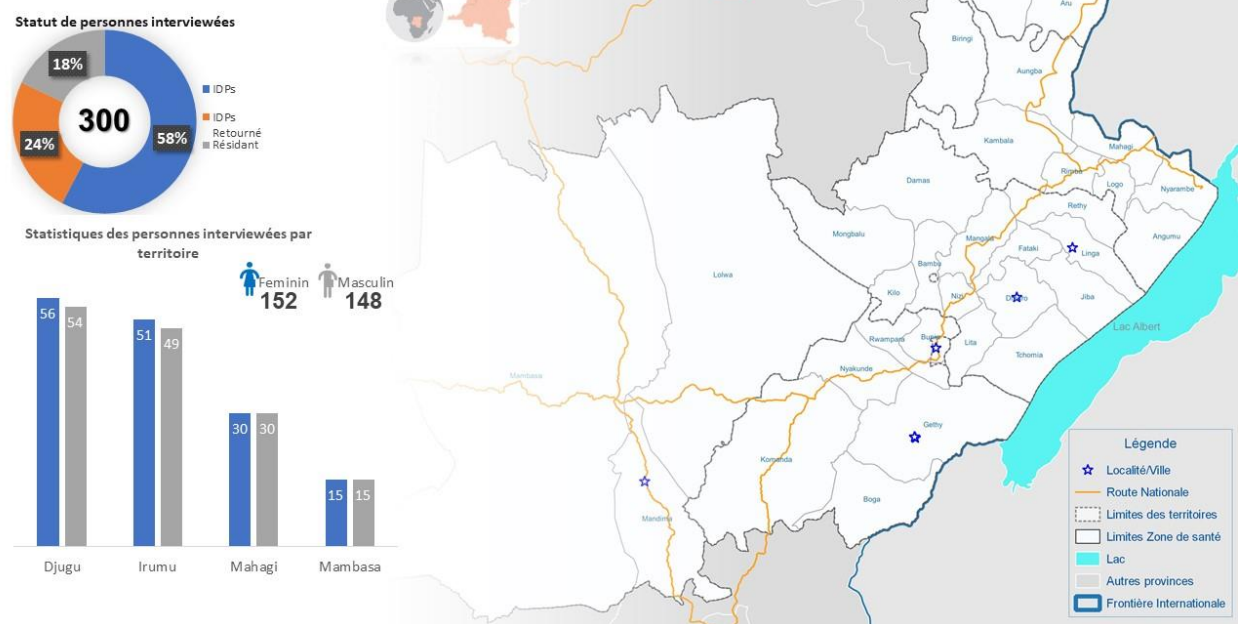 Statut de personnes interviewées
18%
300
58%
24%
IDPs
IDPs
Retourné
Résidant
Statistiques des personnes interviewées par
territoire
Feminin
152
Masculin
148
56
54
51
49
30
30
15
15
Djugu
Irumu
Mahagi
Mambasa
Aru
Biringi
Aungba
Kambala
Mahagi
Damas
Rimba
Logo
Nyarambe
Rethy
Mongbalu
Mangala
Angumu
Fataki
Linga
Lolwa
Bambu
Kilo
Nizi
Jiba
Lac Albert
Rwampara
Lita
Tchomia
Nyakunde
Mambasa
Gethy
Komanda
Boga
Mandima
Légende
Localité/Ville
Route Nationale
Limites des territoires
Limites Zone de santé
Lac
Autres provinces
Frontière Internationale